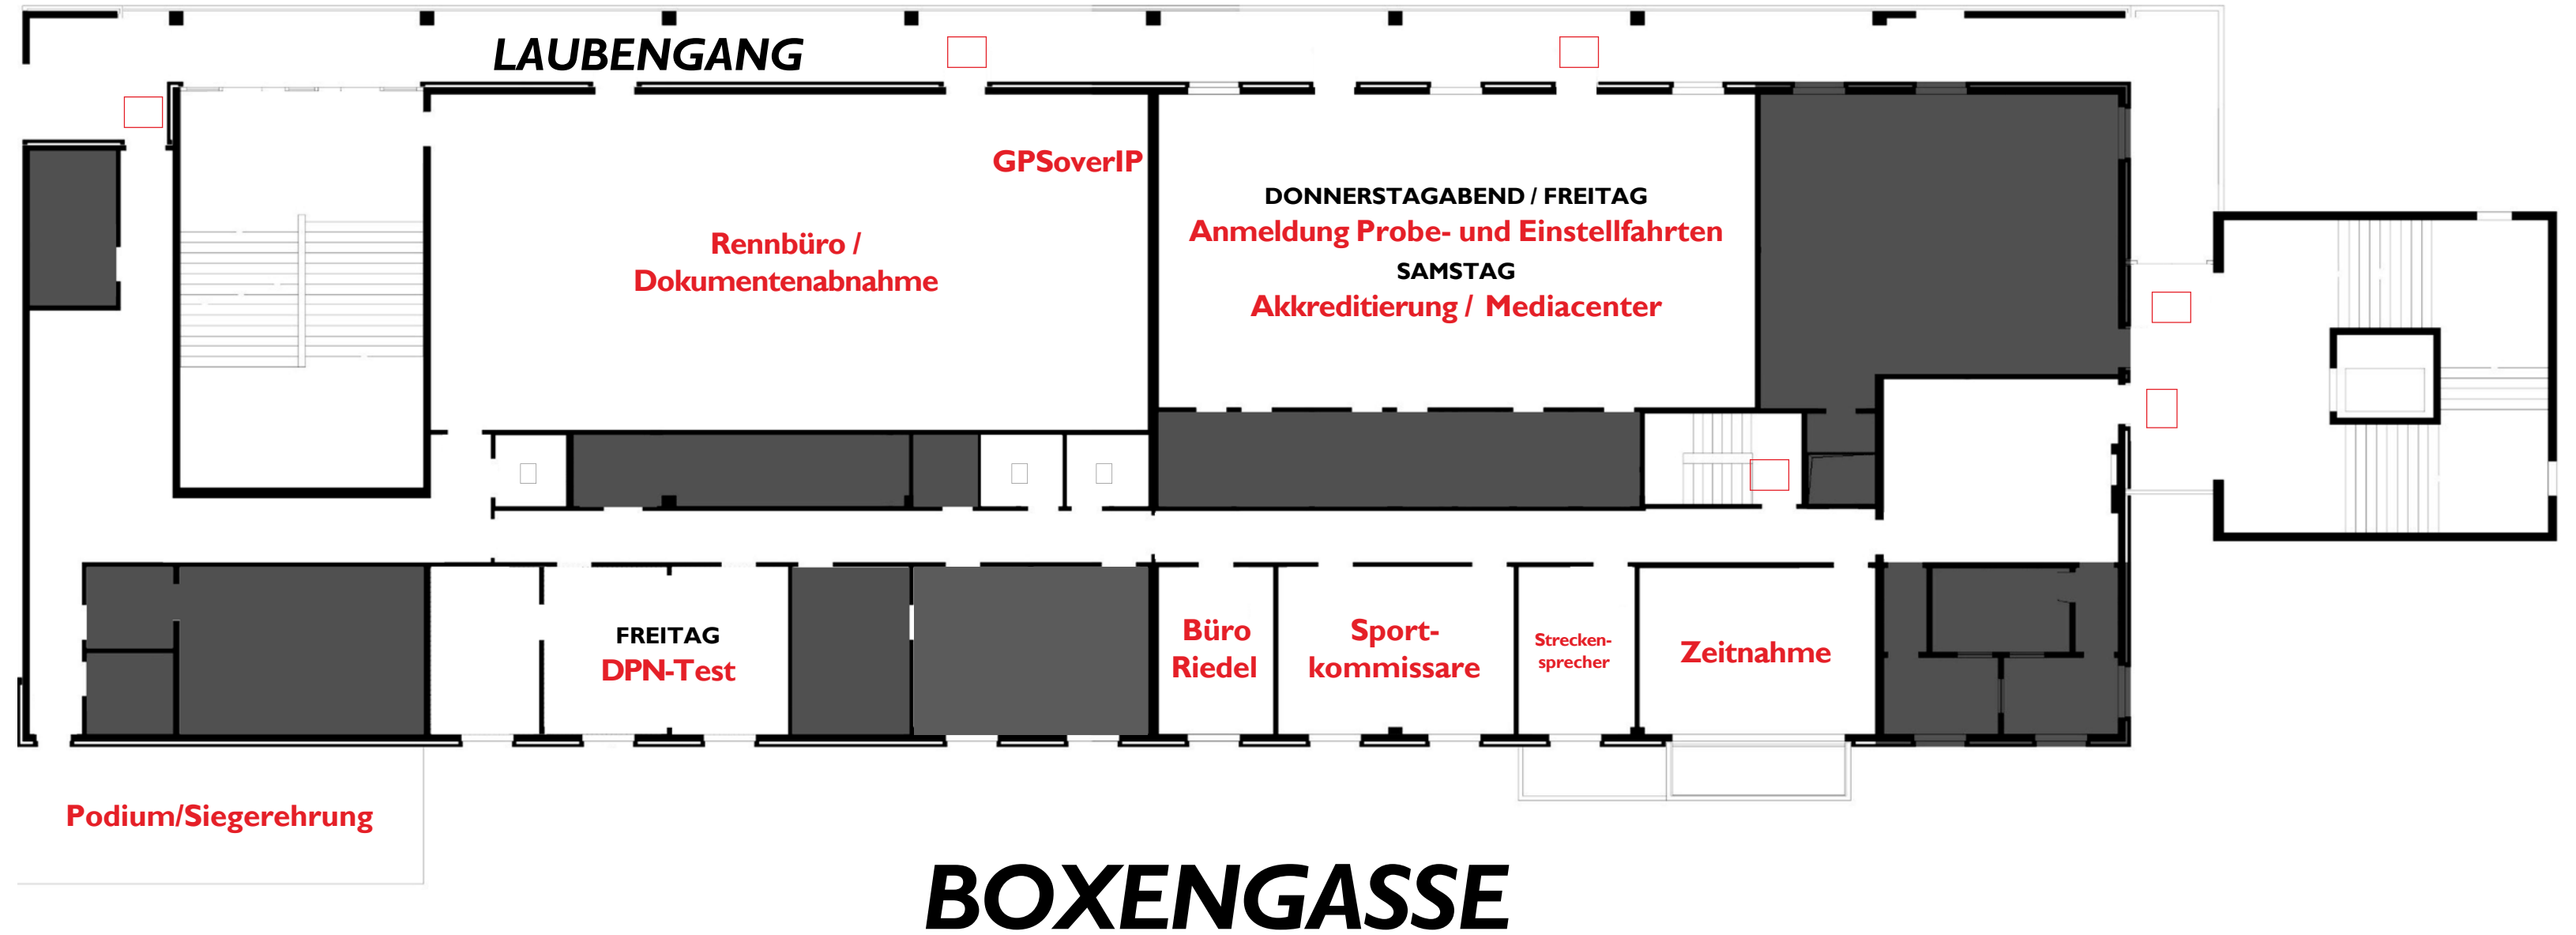 LAUBENGANG
GPSoverIP
Rennbüro /
Dokumentenabnahme
DONNERSTAGABEND / FREITAG
Anmeldung Probe- und Einstellfahrten
SAMSTAG
Akkreditierung / Mediacenter
FREITAG
DPN-Test
Büro
Riedel
Sport-
kommissare
Strecken-
sprecher
Zeitnahme
Podium/Siegerehrung
BOXENGASSE